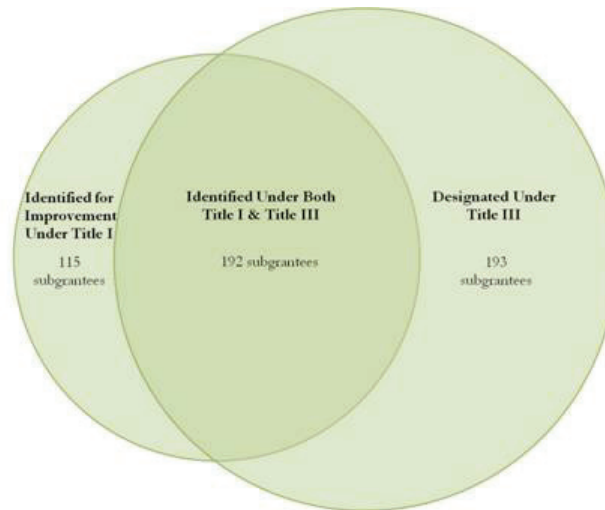 Identified for
Improvement
Under Title I
115
subgrantees
Identified Under Both
Title I & Title III
192 subgrantees
Designated Under
Title III
193
subgrantees